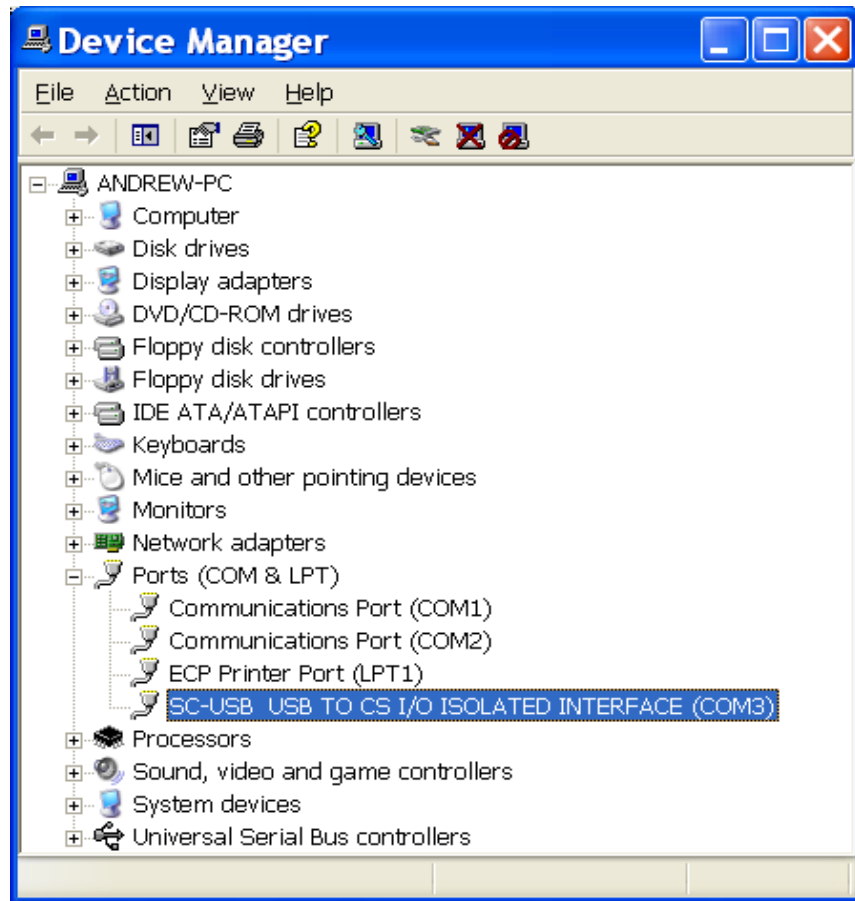 Device Manager
File Action View Help
ANDREW-PC
Computer
Disk drives
Display adapters
DVD/CD-ROM drives
Floppy disk controllers
Floppy disk drives
IDE ATA/ATAPI controllers
Keyboards
Mice and other pointing devices
Monitors
Network adapters
Ports (COM & LPT)
Communications Port (COM1)
Communications Port (COM2)
ECP Printer Port (LPT1)
SC-USB  USB TO CS I/O ISOLATED INTERFACE (COM3)
Processors
Sound, video and game controllers
System devices
Universal Serial Bus controllers